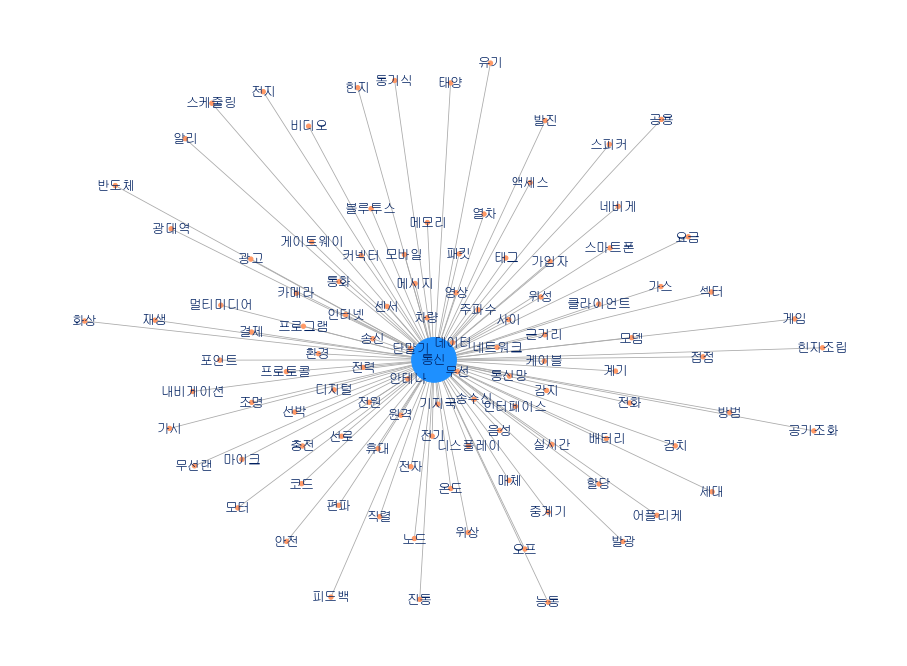 유기
동기식
태양
한지
전지
스케줄링
비디오
발진
공용
알리
스피커
액세스
반도체
블루투스
열차
네비게
메모리
광대역
게이트웨이
요금
스마트폰
커넥터
모바일
패킷
태그
가입자
광고
통화
메시지
가스
카메라
영상
위성
섹터
멀티미디어
센서
주파수
클라이언트
인터넷
차량
사이
게임
화상
재생
프로그램
결제
송신
근거리
모뎀
데이터
단말기
네트워크
힌지조립
환경
점점
포인트
통신
케이블
전력
무선
프로토콜
계기
안테나
통신망
내비게이션
디지털
감지
조명
전원
기지국
송수신
인터페이스
전화
선박
원격
방범
가서
음성
공기조화
선로
전기
배터리
충전
휴대
디스플레이
실시간
검치
무선랜
마이크
전자
코드
온도
매체
할당
세대
모터
편파
직렬
중계기
어플리케
위상
안전
노드
오프
발광
피드백
진동
능동